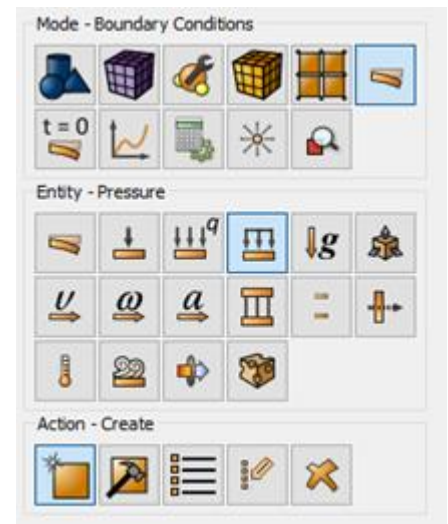 Mode - Boundary Conditions
t = 0
Entity - Pressure
q
g
υ ω a
Action - Create